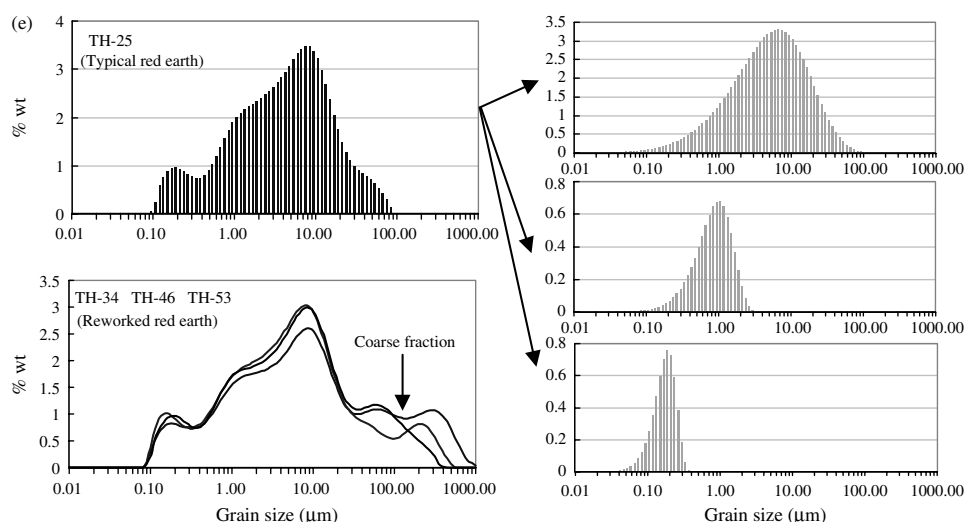 (e)
4
3
2
1
0
% wt
TH-25
(Typical red earth)
0.01 0.10 1.00 10.00 100.00 1000.00
3.5
3
2.5
2
1.5
1
0.5
0
% wt
TH-34 TH-46 TH-53
(Reworked red earth)
Coarse fraction
0.01 0.10 1.00 10.00 100.00 1000.00
Grain size (μm)
3.5
3
2.5
2
1.5
1
0.5
0
0.01 0.10 1.00 10.00 100.00 1000.00
0.8
0.6
0.4
0.2
0
0.01 0.10 1.00 10.00 100.00 1000.00
0.8
0.6
0.4
0.2
0
0.01 0.10 1.00 10.00 100.00 1000.00
Grain size (μm)